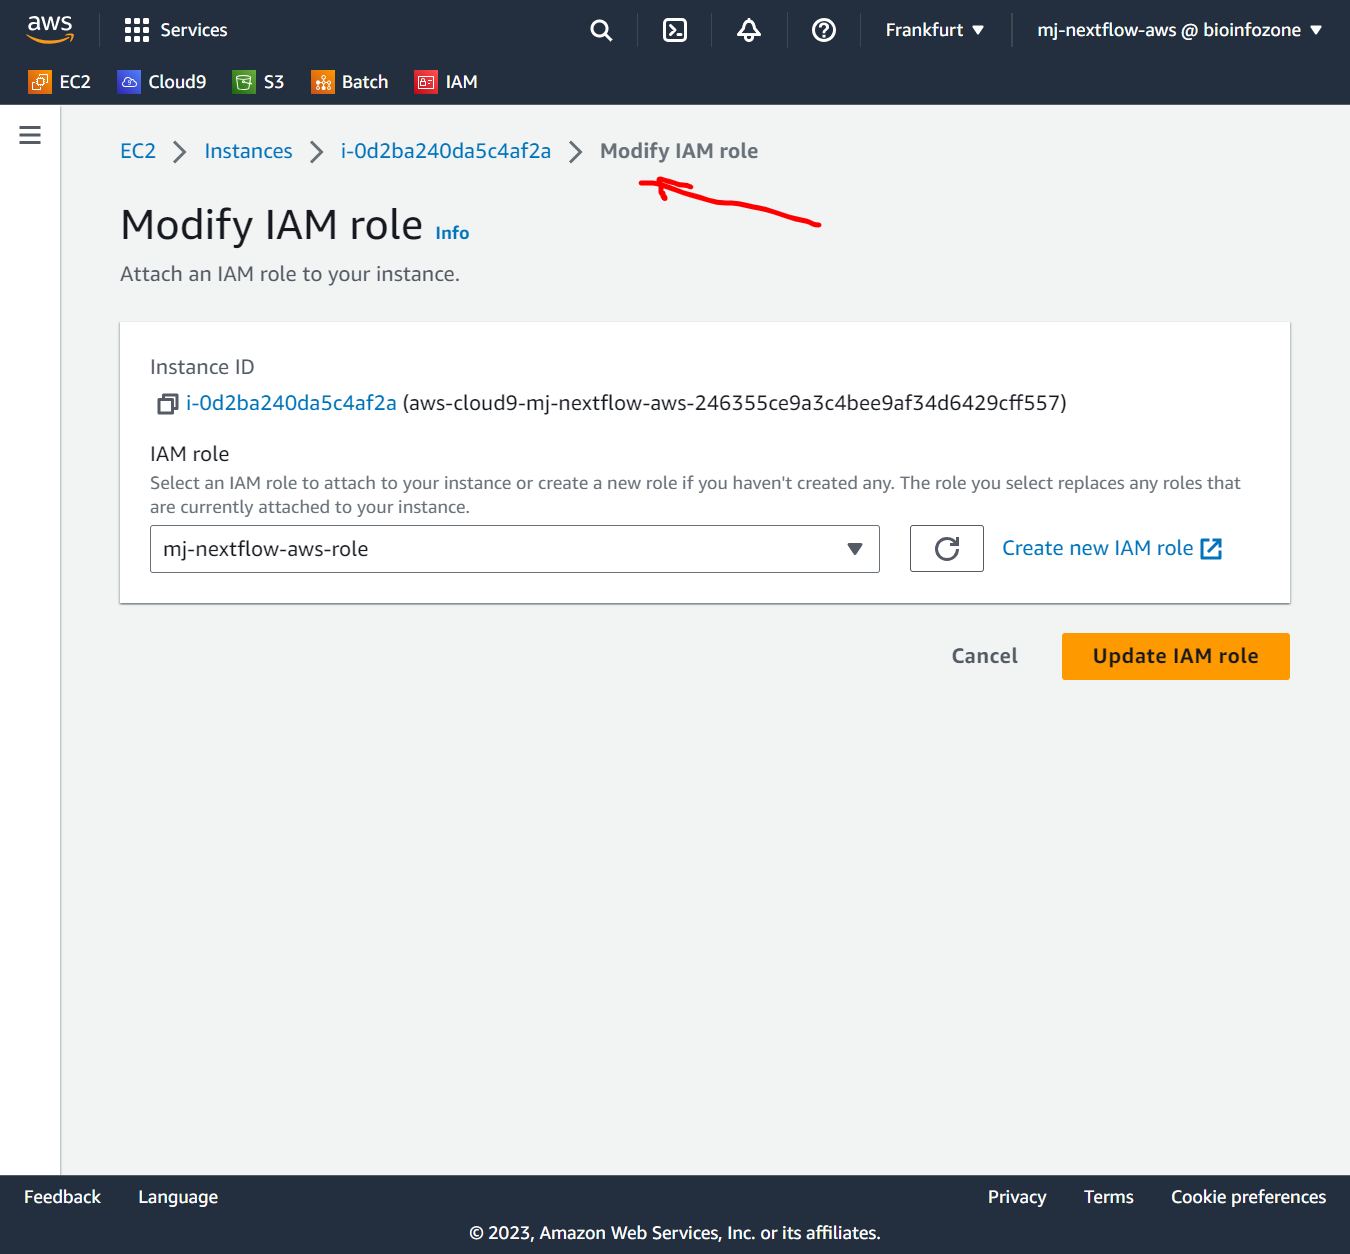 aws Services Frankfurt mj-nextflow-aws @ bioinfozone
EC2 Cloud9 S3 Batch IAM
EC2 Instances i-0d2ba240da5c4af2a Modify IAM role
Modify IAM role Info
Attach an IAM role to your instance.
Instance ID
i-0d2ba240da5c4af2a (aws-cloud9-mj-nextflow-aws-246355ce9a3c4bee9af34d6429cff557)
IAM role
Select an IAM role to attach to your instance or create a new role if you haven't created any. The role you select replaces any roles that
are currently attached to your instance.
mj-nextflow-aws-role Create new IAM role
Cancel Update IAM role
Feedback Language Privacy Terms Cookie preferences
© 2023, Amazon Web Services, Inc. or its affiliates.